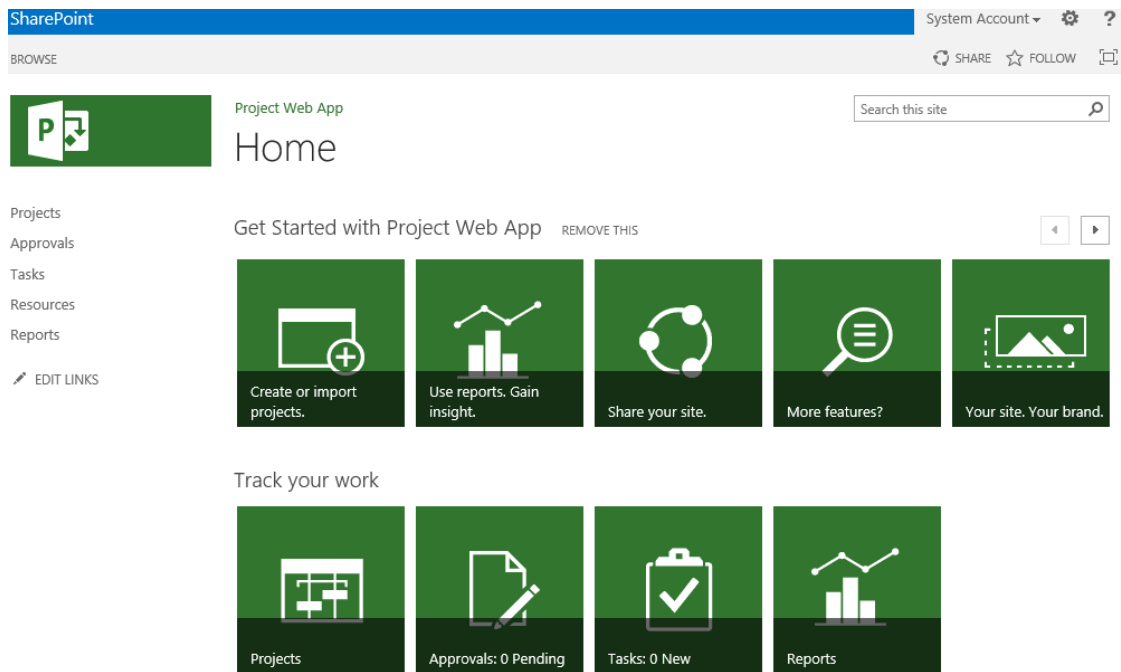 SharePoint
System Account
?
BROWSE
SHARE
FOLLOW
P
Project Web App
Search this site
Home
Projects
Approvals
Tasks
Resources
Reports
EDIT LINKS
Get Started with Project Web App
REMOVE THIS
Create or import
projects.
Use reports. Gain
insight.
Share your site.
More features?
Your site. Your brand.
Track your work
Projects
Approvals: 0 Pending
Tasks: 0 New
Reports